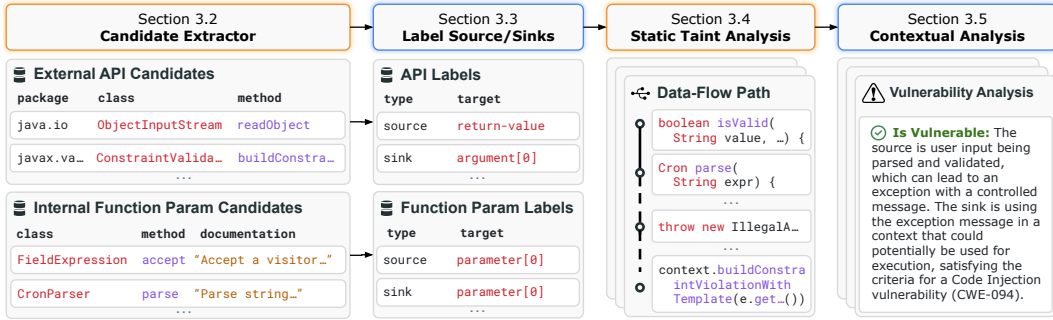 Section 3.2
Candidate Extractor
Section 3.3
Label Source/Sinks
Section 3.4
Static Taint Analysis
Section 3.5
Contextual Analysis
External API Candidates
package class method
java.io ObjectInputStream readObject
javax.va… ConstraintValida… buildConstra…
...
Internal Function Param Candidates
class method documentation
FieldExpression accept “Accept a visitor…”
CronParser parse “Parse string…”
...
API Labels
type target
source return-value
sink argument[0]
...
Function Param Labels
type target
source parameter[0]
sink parameter[0]
...
Data-Flow Path
boolean isValid(
String value, …) {
Cron parse(
String expr) {
...
throw new IllegalA…
...
context.buildConstra
intViolationWith
Template(e.get…())
Vulnerability Analysis
Is Vulnerable: The
source is user input being
parsed and validated,
which can lead to an
exception with a controlled
message. The sink is using
the exception message in a
context that could
potentially be used for
execution, satisfying the
criteria for a Code Injection
vulnerability (CWE-094).